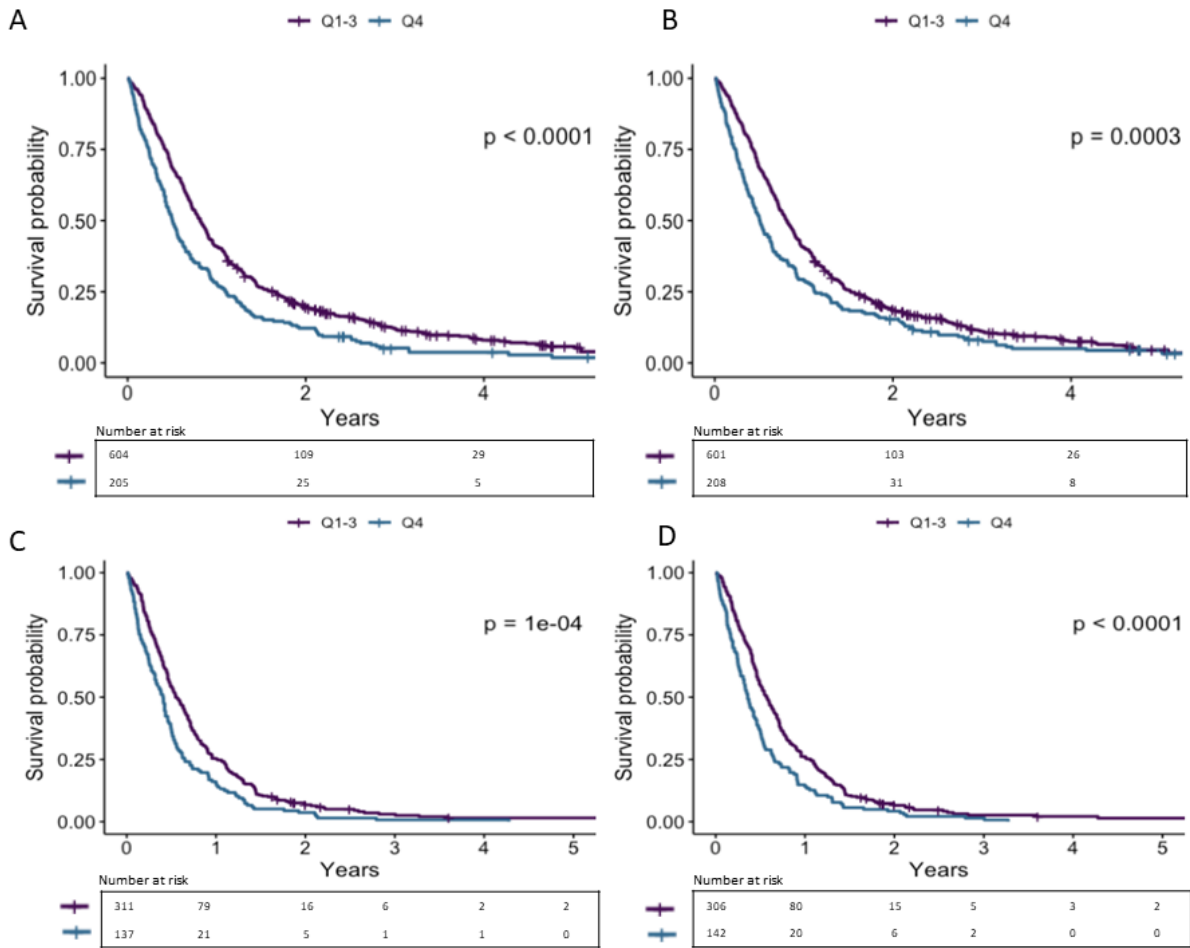 A
Q1-3 Q4
1.00
0.75
0.50
0.25
0.00
Survival probability
p < 0.0001
0 2 4
Years
Number at risk
604 109 29
205 25 5
B
Q1-3 Q4
1.00
0.75
0.50
0.25
0.00
Survival probability
p = 0.0003
0 2 4
Years
Number at risk
601 103 26
208 31 8
C
Q1-3 Q4
1.00
0.75
0.50
0.25
0.00
Survival probability
p = 1e-04
0 1 2 3 4 5
Years
Number at risk
311 79 16 6 2 2
137 21 5 1 1 0
D
Q1-3 Q4
1.00
0.75
0.50
0.25
0.00
Survival probability
p < 0.0001
0 1 2 3 4 5
Years
Number at risk
306 80 15 5 3 2
142 20 6 2 0 0